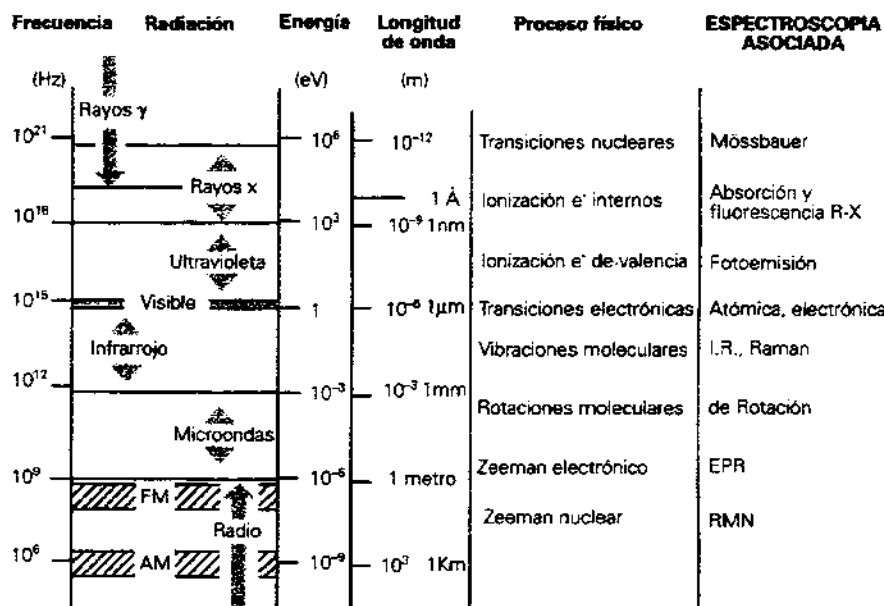 Frecuencia Radiación Energía Longitud de onda Proceso físico ESPECTROSCOPIA ASOCIADA
(Hz) (eV) (m)
Rayos γ
10²¹ 10⁶ 10⁻¹² Transiciones nucleares Mössbauer
Rayos x 1 Å Ionización e⁻ internos Absorción y fluorescencia R-X
10¹⁸ 10³ 10⁻⁹ 1nm
Ultravioleta Ionización e⁻ de-valencia Fotoemisión
10¹⁵ Visible 1 10⁻⁶ 1μm Transiciones electrónicas Atómica, electrónica
Infrarrojo Vibraciones moleculares I.R., Raman
10¹² 10⁻³ 10⁻³ 1mm
Microondas Rotaciones moleculares de Rotación
10⁹ 10⁻⁶ 1 metro Zeeman electrónico EPR
FM
Radio Zeeman nuclear RMN
10⁶ AM 10⁻⁹ 10³ 1Km